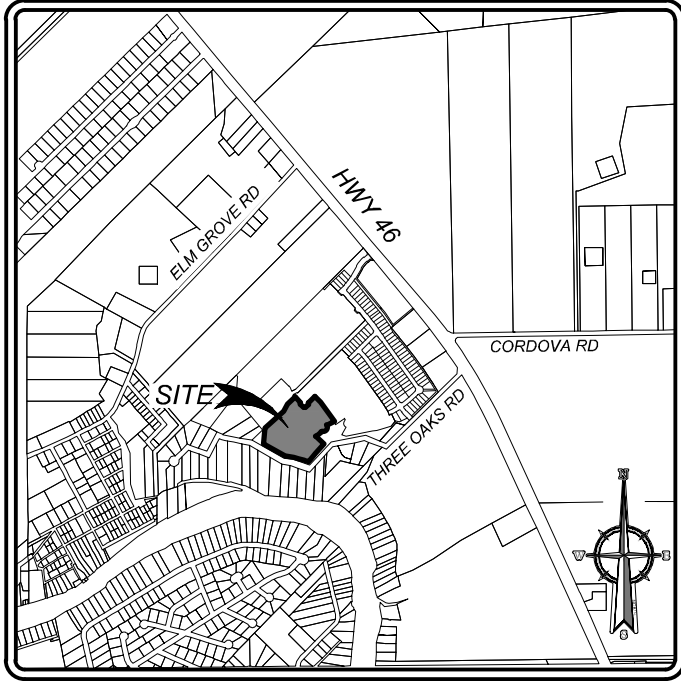 HWY 46
ELM GROVE RD
CORDOVA RD
SITE
THREE OAKS RD
N
W E
S